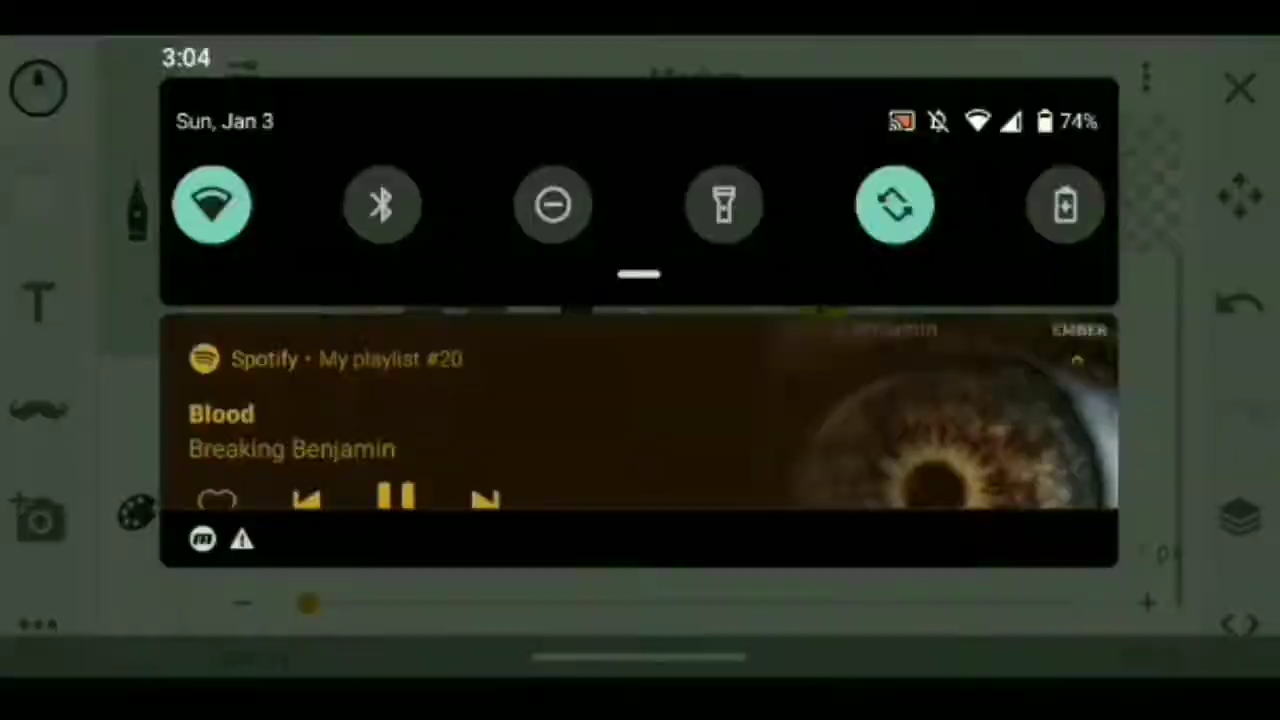 3:04
Sun, Jan 3
74%
EMBER
Spotify • My playlist #20
Blood
Breaking Benjamin
T